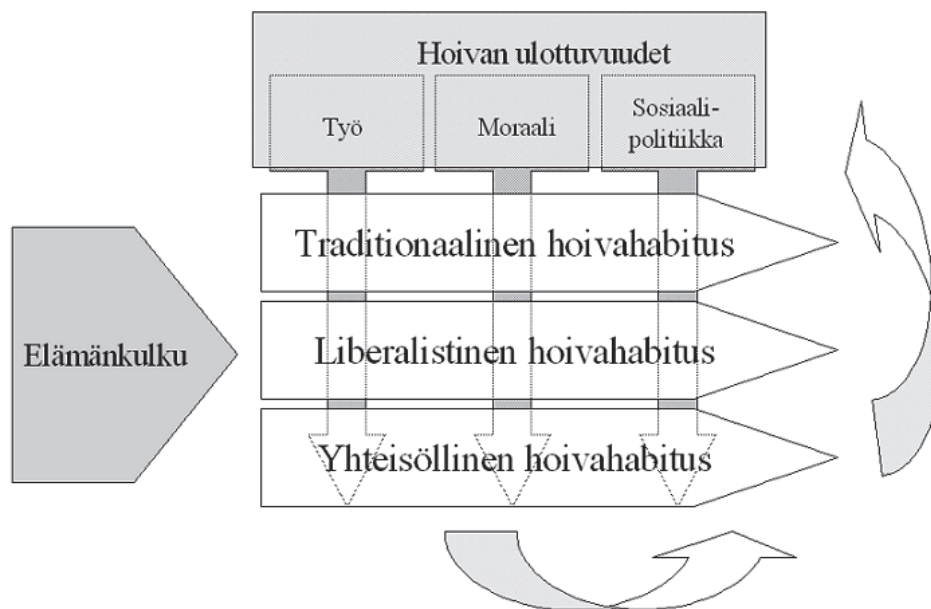 Hoivan ulottuvuudet
Työ
Moraali
Sosiaali-
politiikka
Traditionaalinen hoivahabitus
Elämänkulku
Liberalistinen hoivahabitus
Yhteisöllinen hoivahabitus